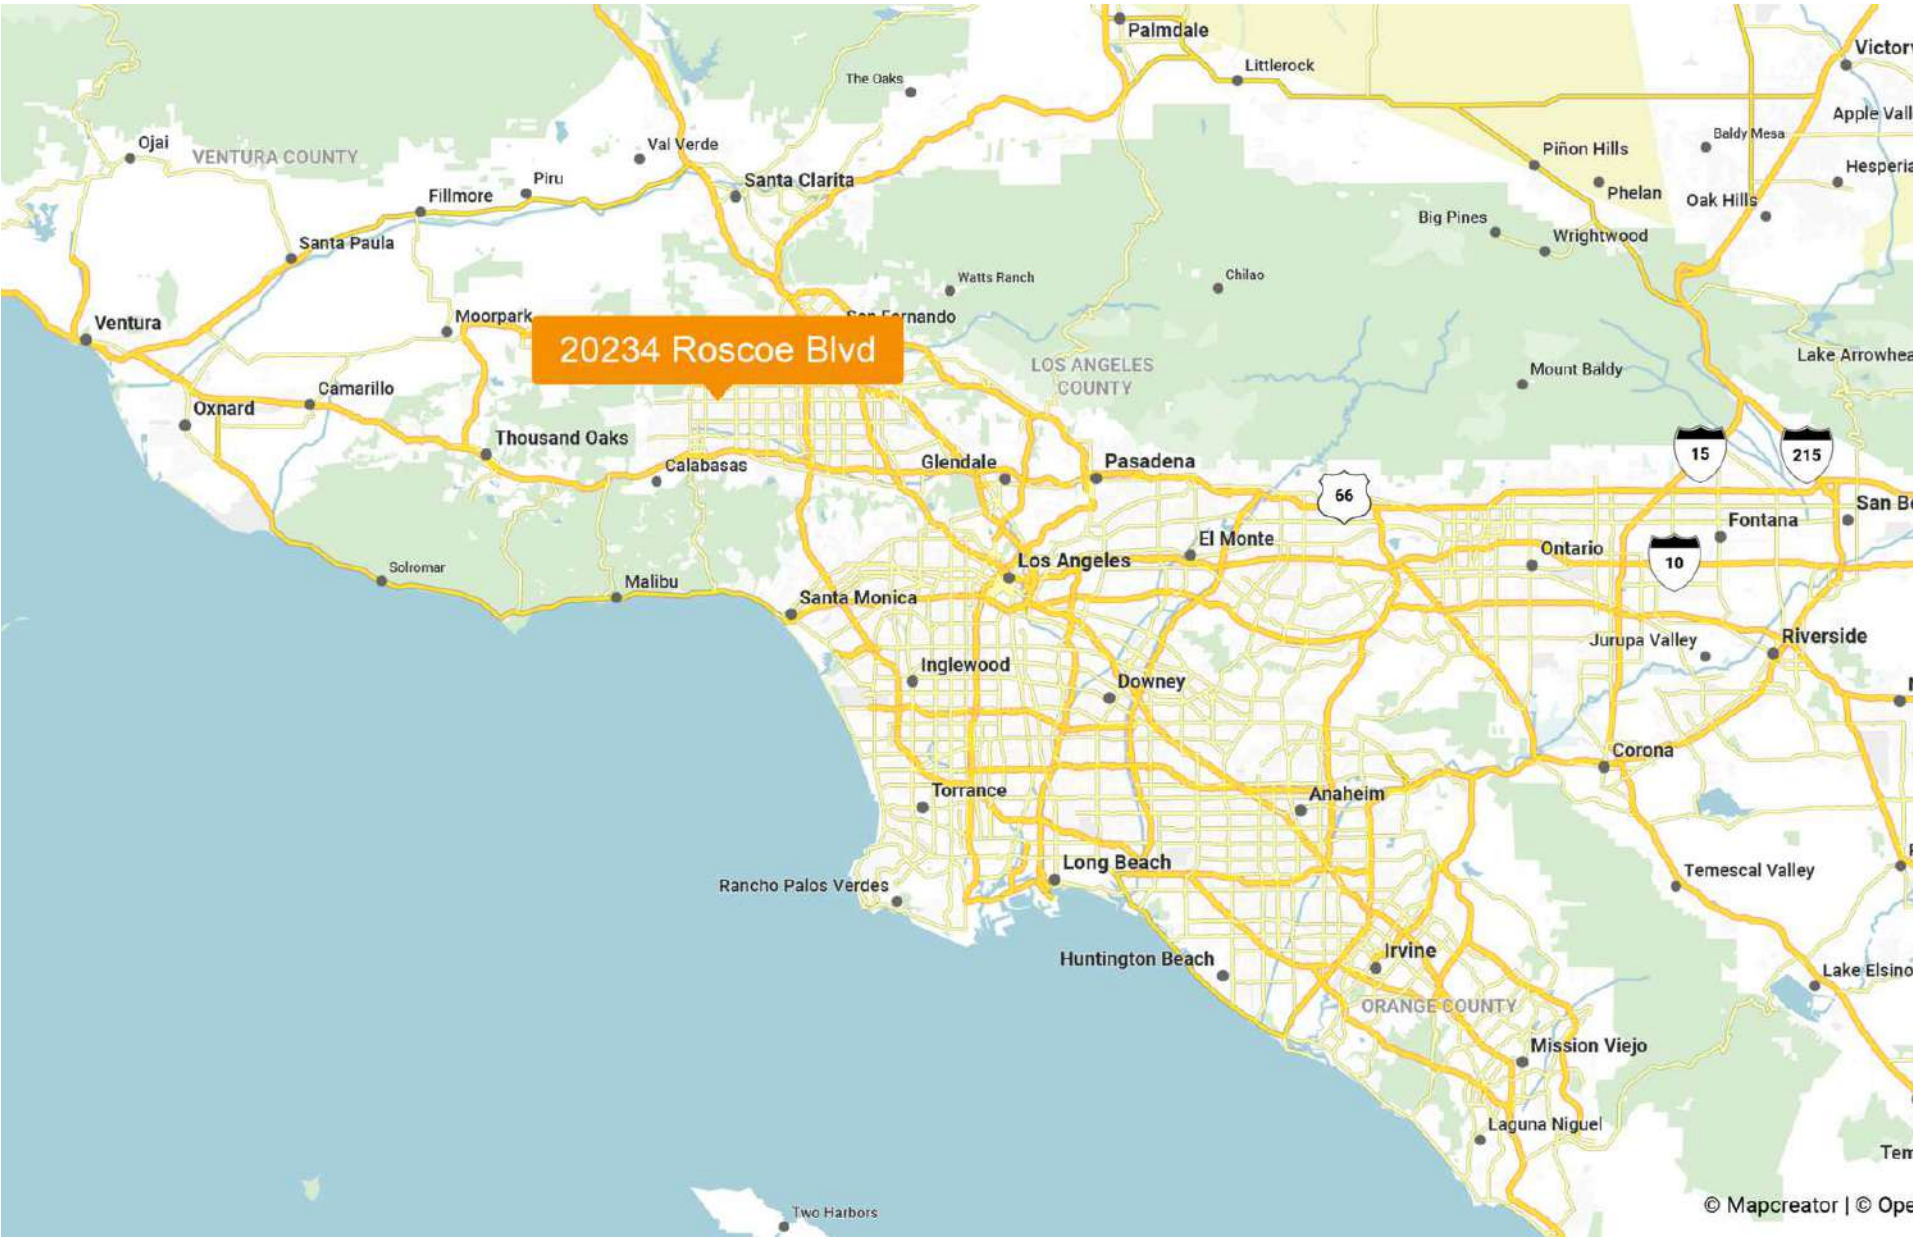 Palmdale
Victorv
Littlerock
The Oaks
Apple Vall
Baldy Mesa
Ojai
VENTURA COUNTY
Val Verde
Piñon Hills
Hesperia
Piru
Santa Clarita
Phelan
Oak Hills
Fillmore
Big Pines
Wrightwood
Santa Paula
Watts Ranch
Chilao
Ventura
Moorpark
San Fernando
20234 Roscoe Blvd
LOS ANGELES
COUNTY
Lake Arrowhea
Mount Baldy
Camarillo
Oxnard
Thousand Oaks
Calabasas
Glendale
Pasadena
15
215
66
San Be
Fontana
El Monte
Ontario
Los Angeles
10
Solromar
Malibu
Santa Monica
Jurupa Valley
Riverside
Inglewood
Downey
Corona
Torrance
Anaheim
Long Beach
Temescal Valley
Rancho Palos Verdes
Irvine
Huntington Beach
Lake Elsino
ORANGE COUNTY
Mission Viejo
Laguna Niguel
Tem
Two Harbors
© Mapcreator | © Ope